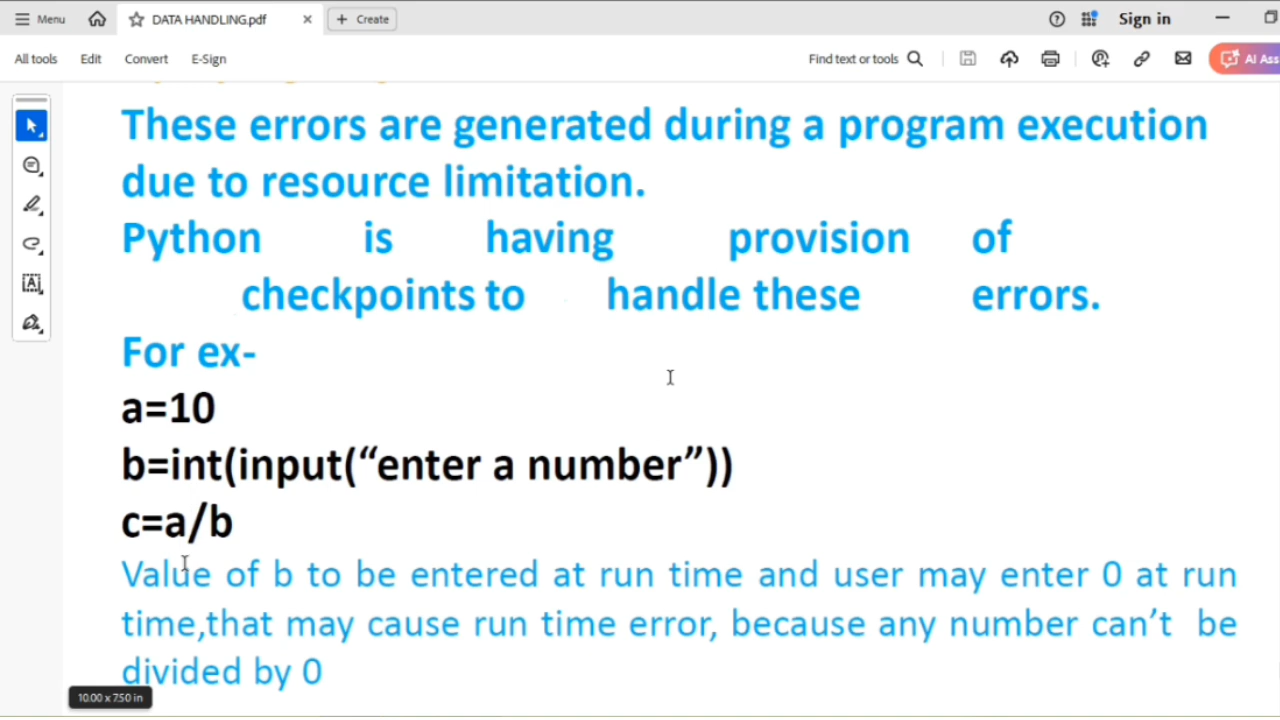 Menu
DATA HANDLING.pdf
Create
Sign in
All tools
Edit
Convert
E-Sign
Find text or tools
AI Ass
These errors are generated during a program execution
due to resource limitation.
Python is having provision of
checkpoints to handle these errors.
For ex-
a=10
b=int(input(“enter a number”))
c=a/b
Value of b to be entered at run time and user may enter 0 at run
time,that may cause run time error, because any number can’t be
divided by 0
10.00 x 7.50 in